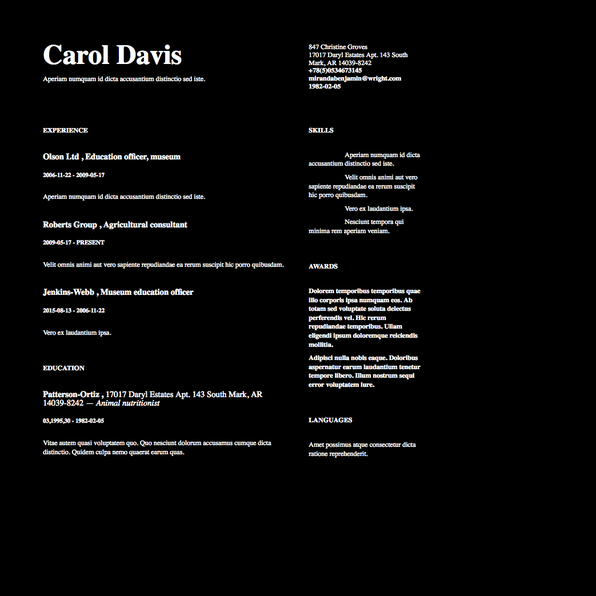 Carol Davis
Aperiam numquam id dicta accusantium distinctio sed iste.
847 Christine Groves
17017 Daryl Estates Apt. 143 South
Mark, AR 14039-8242
+78(5)0534673145
mirandabenjamin@wright.com
1982-02-05
EXPERIENCE
Olson Ltd , Education officer, museum
2006-11-22 - 2009-05-17
Aperiam numquam id dicta accusantium distinctio sed iste.
Roberts Group , Agricultural consultant
2009-05-17 - PRESENT
Velit omnis animi aut vero sapiente repudiandae ea rerum suscipit hic porro quibusdam.
Jenkins-Webb , Museum education officer
2015-08-13 - 2006-11-22
Vero ex laudantium ipsa.
EDUCATION
Patterson-Ortiz , 17017 Daryl Estates Apt. 143 South Mark, AR
14039-8242 — Animal nutritionist
03,1995,30 - 1982-02-05
Vitae autem quasi voluptatem quo. Quo nesciunt dolorum accusamus cumque dicta
distinctio. Quidem culpa nemo quaerat earum quas.
SKILLS
Aperiam numquam id dicta
accusantium distinctio sed iste.
Velit omnis animi aut vero
sapiente repudiandae ea rerum suscipit
hic porro quibusdam.
Vero ex laudantium ipsa.
Nesciunt tempora qui
minima rem aperiam veniam.
AWARDS
Dolorem temporibus temporibus quae
illo corporis ipsa numquam eos. Ab
totam sed voluptate soluta delectus
perferendis vel. Hic rerum
repudiandae temporibus. Ullam
eligendi ipsum doloremque reiciendis
mollitia.
Adipisci nulla nobis eaque. Doloribus
aspernatur earum laudantium tenetur
tempore libero. Illum nostrum sequi
error voluptatem iure.
LANGUAGES
Amet possimus atque consectetur dicta
ratione reprehenderit.